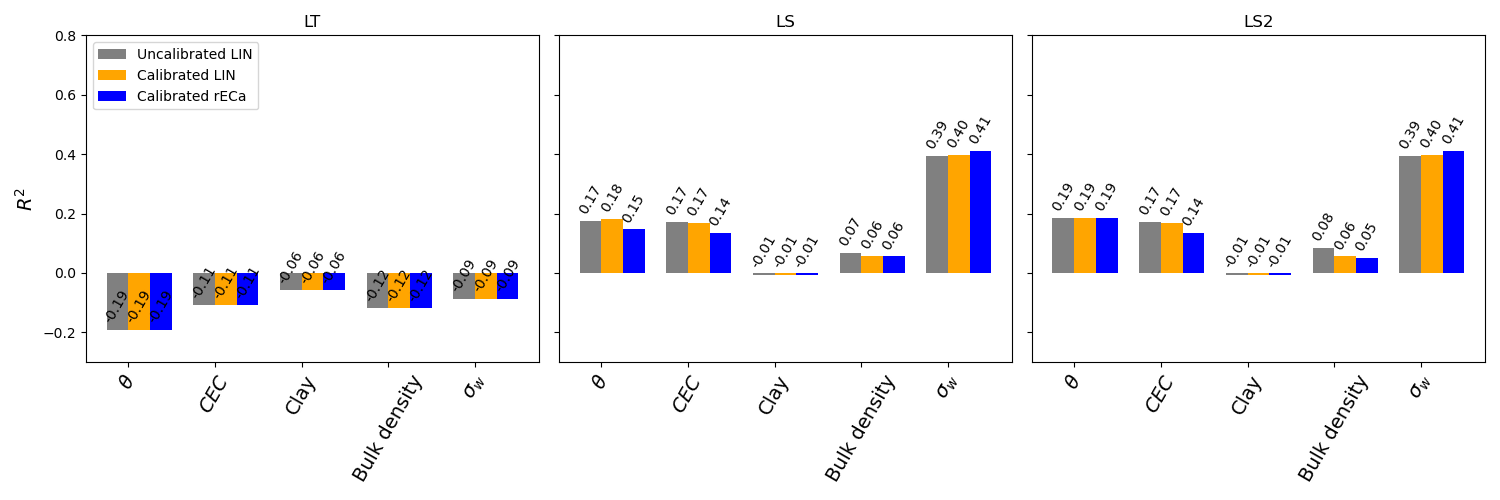 LT
LS
LS2
R²
0.8
0.6
0.4
0.2
0.0
−0.2
Uncalibrated LIN
Calibrated LIN
Calibrated rECa
-0.19 -0.19 -0.19 -0.11 -0.11 -0.11 -0.06 -0.06 -0.06 -0.12 -0.12 -0.12 -0.09 -0.09 -0.09
0.17 0.18 0.15 0.17 0.17 0.14 -0.01 -0.01 -0.01 0.07 0.06 0.06 0.39 0.40 0.41
0.19 0.19 0.19 0.17 0.17 0.14 -0.01 -0.01 -0.01 0.08 0.06 0.05 0.39 0.40 0.41
θ CEC Clay Bulk density σw
θ CEC Clay Bulk density σw
θ CEC Clay Bulk density σw